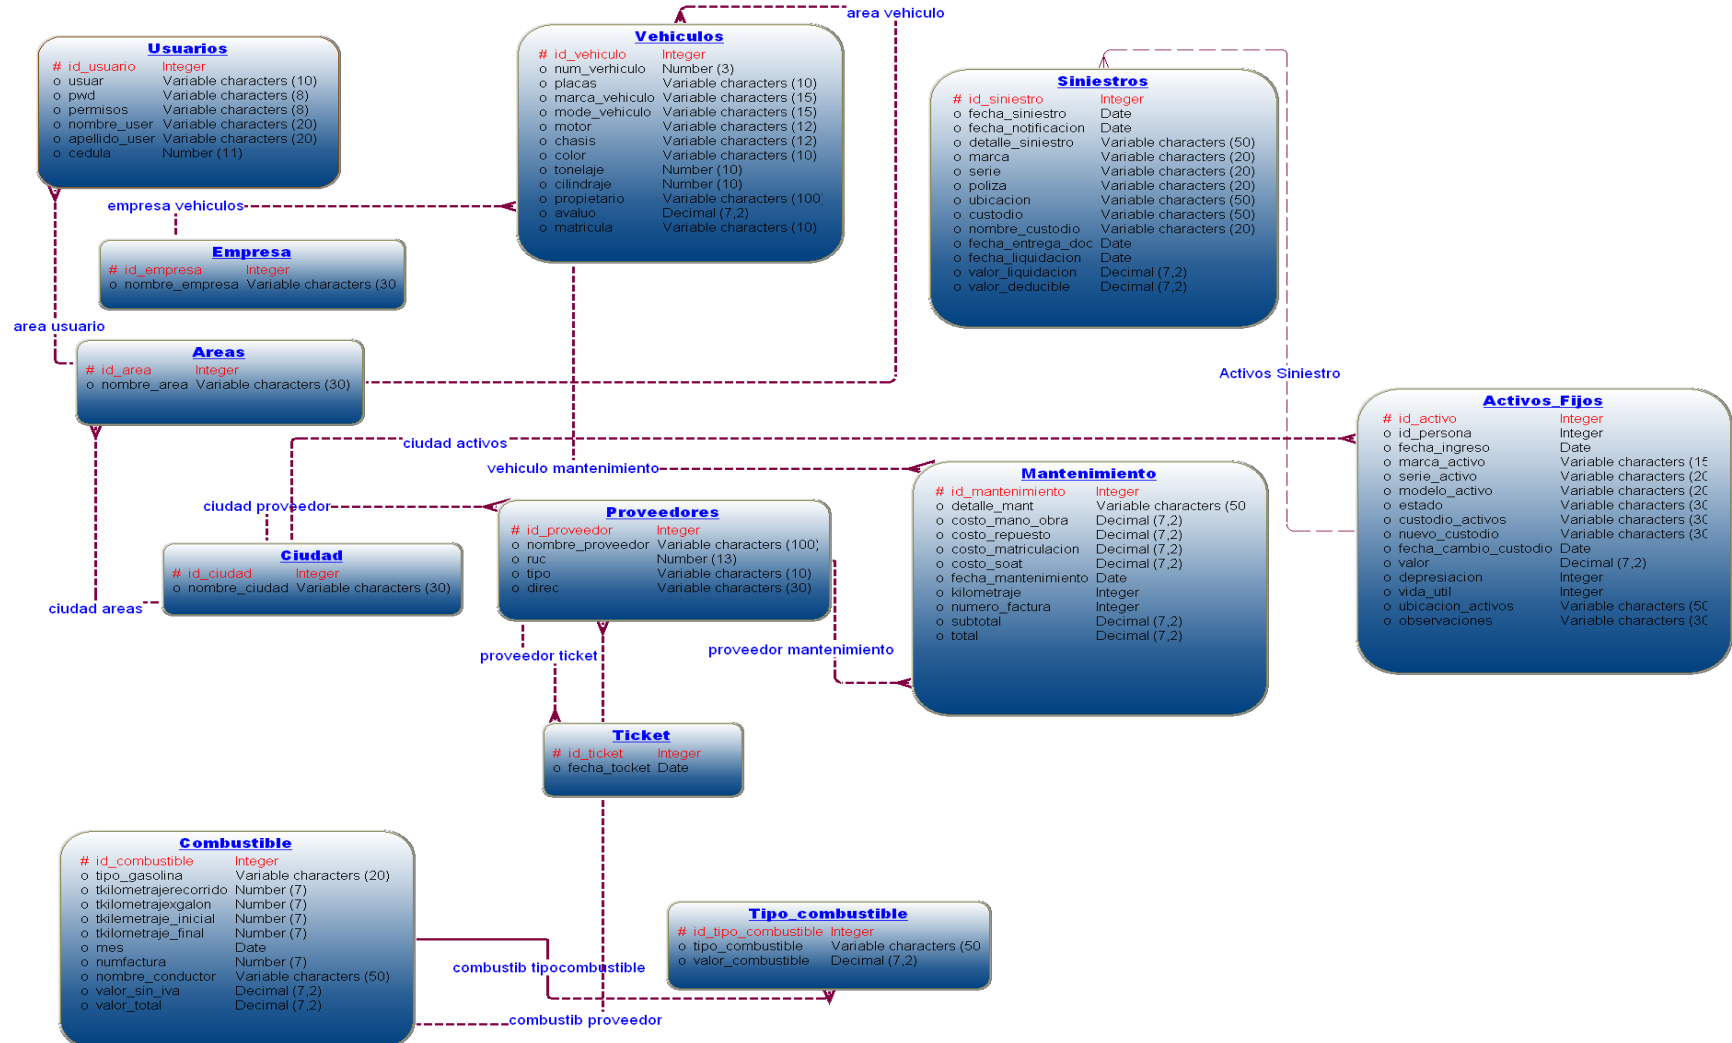 area vehiculo
Usuarios
# id_usuario Integer
o usuar Variable characters (10)
o pwd Variable characters (8)
o permisos Variable characters (8)
o nombre_user Variable characters (20)
o apellido_user Variable characters (20)
o cedula Number (11)
Vehiculos
# id_vehiculo Integer
o num_verhiculo Number (3)
o placas Variable characters (10)
o marca_vehiculo Variable characters (15)
o mode_vehiculo Variable characters (15)
o motor Variable characters (12)
o chasis Variable characters (12)
o color Variable characters (10)
o tonelaje Number (10)
o cilindraje Number (10)
o propietario Variable characters (100)
o avaluo Decimal (7,2)
o matricula Variable characters (10)
Siniestros
# id_siniestro Integer
o fecha_siniestro Date
o fecha_notificacion Date
o detalle_siniestro Variable characters (50)
o marca Variable characters (20)
o serie Variable characters (20)
o poliza Variable characters (20)
o ubicacion Variable characters (50)
o custodio Variable characters (50)
o nombre_custodio Variable characters (20)
o fecha_entrega_doc Date
o fecha_liquidacion Date
o valor_liquidacion Decimal (7,2)
o valor_deducible Decimal (7,2)
empresa vehiculos
Empresa
# id_empresa Integer
o nombre_empresa Variable characters (30
area usuario
Areas
# id_area Integer
o nombre_area Variable characters (30)
Activos Siniestro
Activos_Fijos
# id_activo Integer
o id_persona Integer
o fecha_ingreso Date
o marca_activo Variable characters (15
o serie_activo Variable characters (20
o modelo_activo Variable characters (20
o estado Variable characters (30
o custodio_activos Variable characters (30
o nuevo_custodio Variable characters (30
o fecha_cambio_custodio Date
o valor Decimal (7,2)
o depresiacion Integer
o vida_util Integer
o ubicacion_activos Variable characters (50
o observaciones Variable characters (30
ciudad activos
vehiculo mantenimiento
Mantenimiento
# id_mantenimiento Integer
o detalle_mant Variable characters (50
o costo_mano_obra Decimal (7,2)
o costo_repuesto Decimal (7,2)
o costo_matriculacion Decimal (7,2)
o costo_soat Decimal (7,2)
o fecha_mantenimiento Date
o kilometraje Integer
o numero_factura Integer
o subtotal Decimal (7,2)
o total Decimal (7,2)
ciudad proveedor
Proveedores
# id_proveedor Integer
o nombre_proveedor Variable characters (100)
o ruc Number (13)
o tipo Variable characters (10)
o direc Variable characters (30)
Ciudad
# id_ciudad Integer
o nombre_ciudad Variable characters (30)
ciudad areas
proveedor ticket
proveedor mantenimiento
Ticket
# id_ticket Integer
o fecha_tocket Date
Combustible
# id_combustible Integer
o tipo_gasolina Variable characters (20)
o tkilometrajerecorrido Number (7)
o tkilometrajexgalon Number (7)
o tkilemetraje_inicial Number (7)
o tkilometraje_final Number (7)
o mes Date
o numfactura Number (7)
o nombre_conductor Variable characters (50)
o valor_sin_iva Decimal (7,2)
o valor_total Decimal (7,2)
Tipo_combustible
# id_tipo_combustible Integer
o tipo_combustible Variable characters (50
o valor_combustible Decimal (7,2)
combustib tipocombustible
combustib proveedor